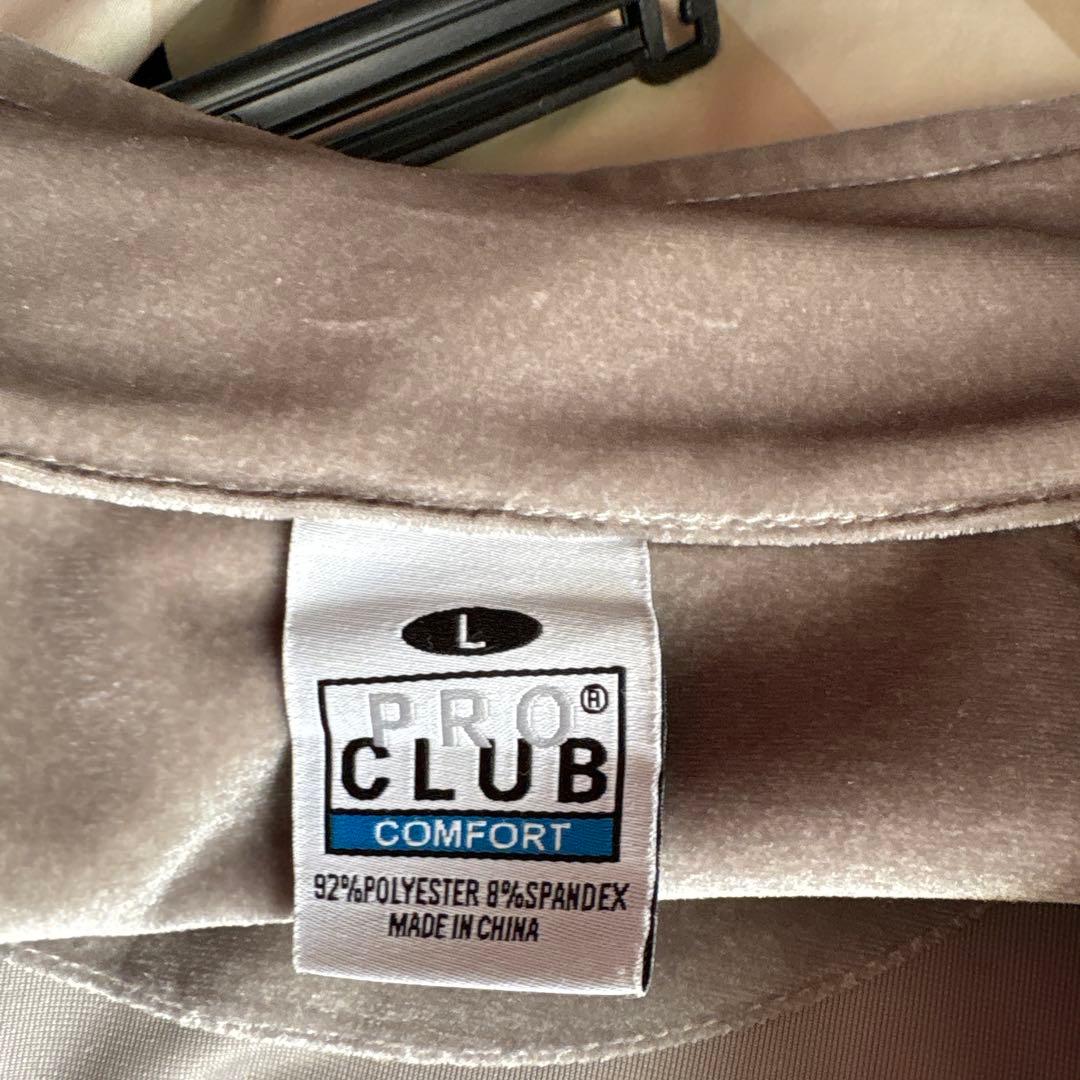 L
PRO®
CLUB
COMFORT
92%POLYESTER 8%SPANDEX
MADE IN CHINA